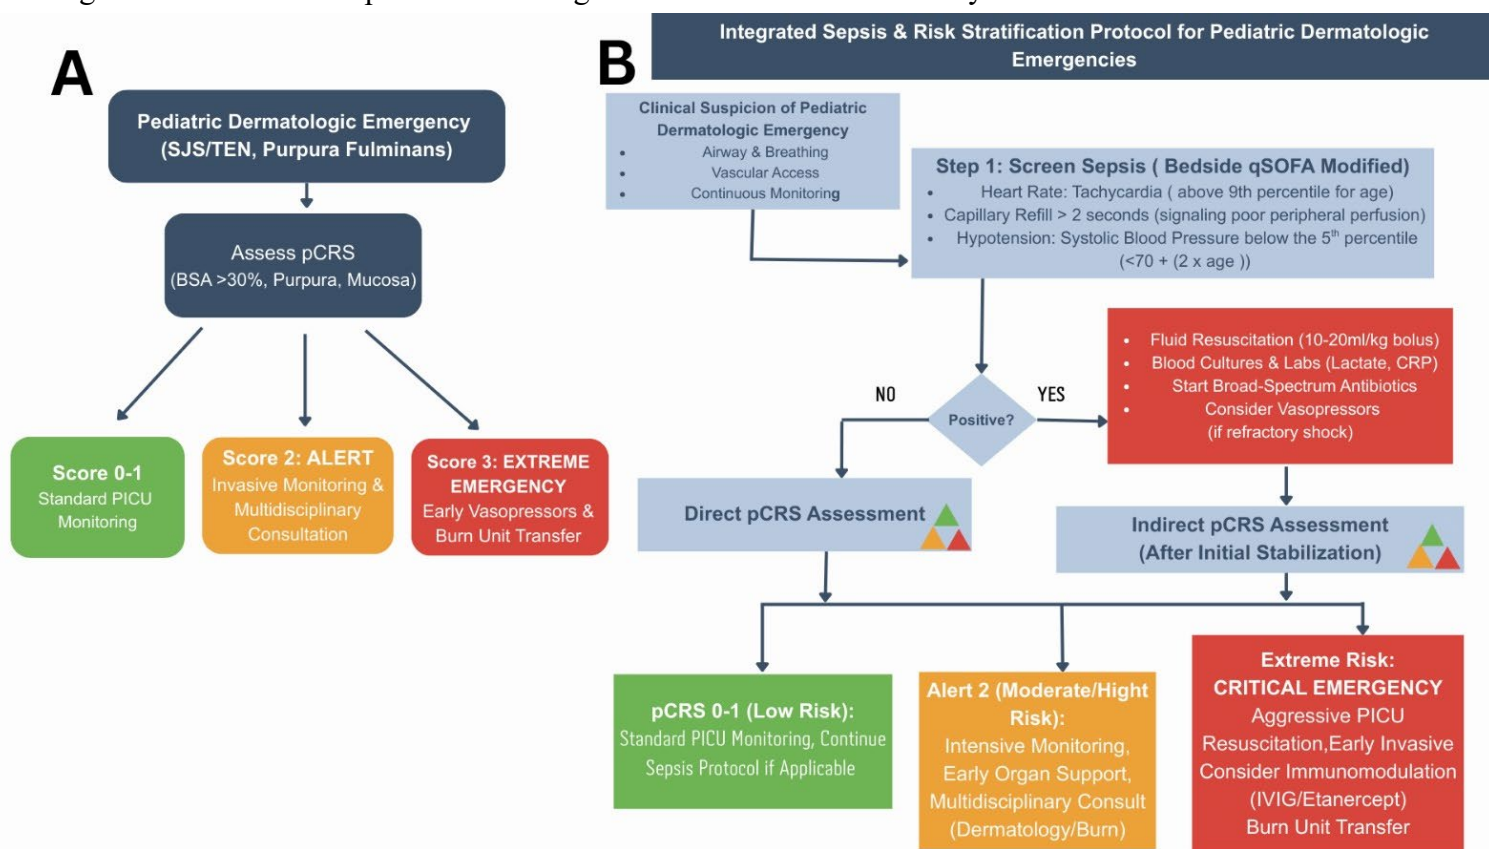 A
Pediatric Dermatologic Emergency
(SJS/TEN, Purpura Fulminans)
Assess pCRS
(BSA >30%, Purpura, Mucosa)
Score 0-1
Standard PICU
Monitoring
Score 2: ALERT
Invasive Monitoring &
Multidisciplinary
Consultation
Score 3: EXTREME
EMERGENCY
Early Vasopressors &
Burn Unit Transfer
B
Integrated Sepsis & Risk Stratification Protocol for Pediatric Dermatologic
Emergencies
Clinical Suspicion of Pediatric
Dermatologic Emergency
• Airway & Breathing
• Vascular Access
• Continuous Monitoring
Step 1: Screen Sepsis ( Bedside qSOFA Modified)
• Heart Rate: Tachycardia ( above 9th percentile for age)
• Capillary Refill > 2 seconds (signaling poor peripheral perfusion)
• Hypotension: Systolic Blood Pressure below the 5th percentile
(<70 + (2 x age ))
Positive?
NO
YES
• Fluid Resuscitation (10-20ml/kg bolus)
• Blood Cultures & Labs (Lactate, CRP)
• Start Broad-Spectrum Antibiotics
• Consider Vasopressors
(if refractory shock)
Direct pCRS Assessment
Indirect pCRS Assessment
(After Initial Stabilization)
pCRS 0-1 (Low Risk):
Standard PICU Monitoring, Continue
Sepsis Protocol if Applicable
Alert 2 (Moderate/Hight
Risk):
Intensive Monitoring,
Early Organ Support,
Multidisciplinary Consult
(Dermatology/Burn)
Extreme Risk:
CRITICAL EMERGENCY
Aggressive PICU
Resuscitation,Early Invasive
Consider Immunomodulation
(IVIG/Etanercept)
Burn Unit Transfer